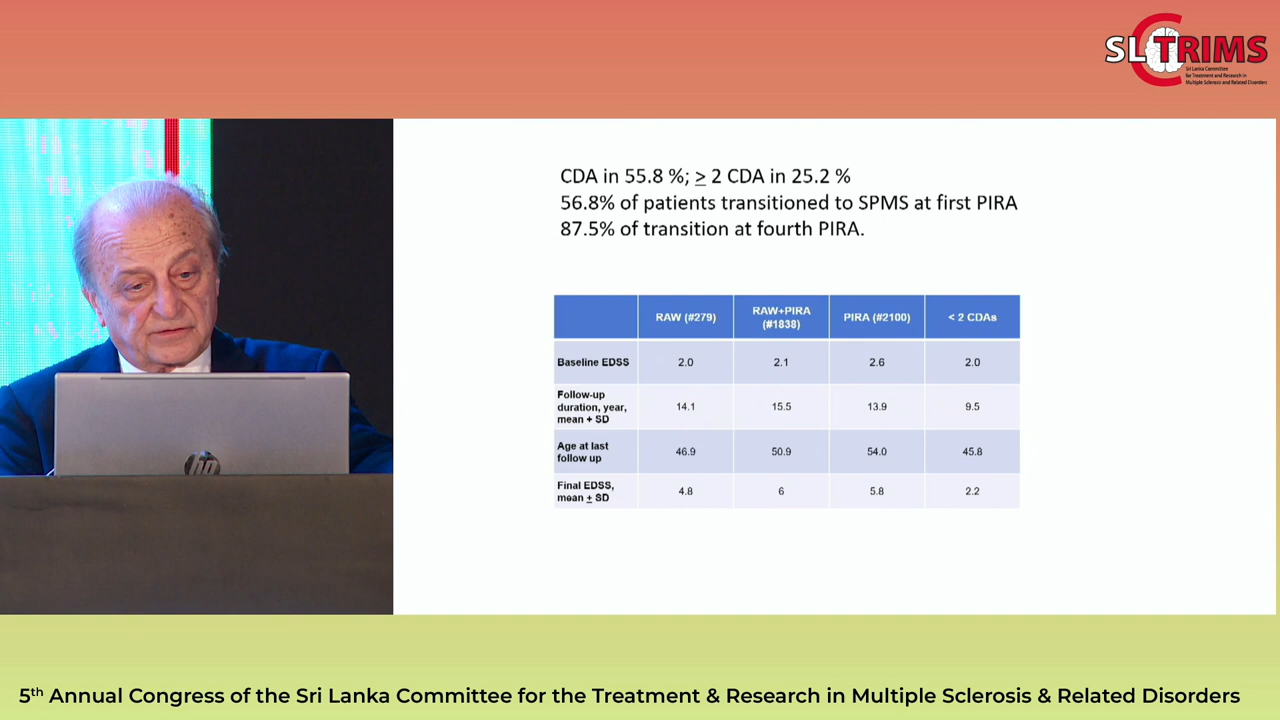 SLCTRIMS
Sri Lanka Committee
for Treatment and Research in
Multiple Sclerosis and Related Disorders
CDA in 55.8 %; ≥ 2 CDA in 25.2 %
56.8% of patients transitioned to SPMS at first PIRA
87.5% of transition at fourth PIRA.
RAW (#279) RAW+PIRA (#1838) PIRA (#2100) < 2 CDAs
Baseline EDSS 2.0 2.1 2.6 2.0
Follow-up
duration, year,
mean + SD
14.1 15.5 13.9 9.5
Age at last
follow up
46.9 50.9 54.0 45.8
Final EDSS,
mean ± SD
4.8 6 5.8 2.2
hp
5th Annual Congress of the Sri Lanka Committee for the Treatment & Research in Multiple Sclerosis & Related Disorders